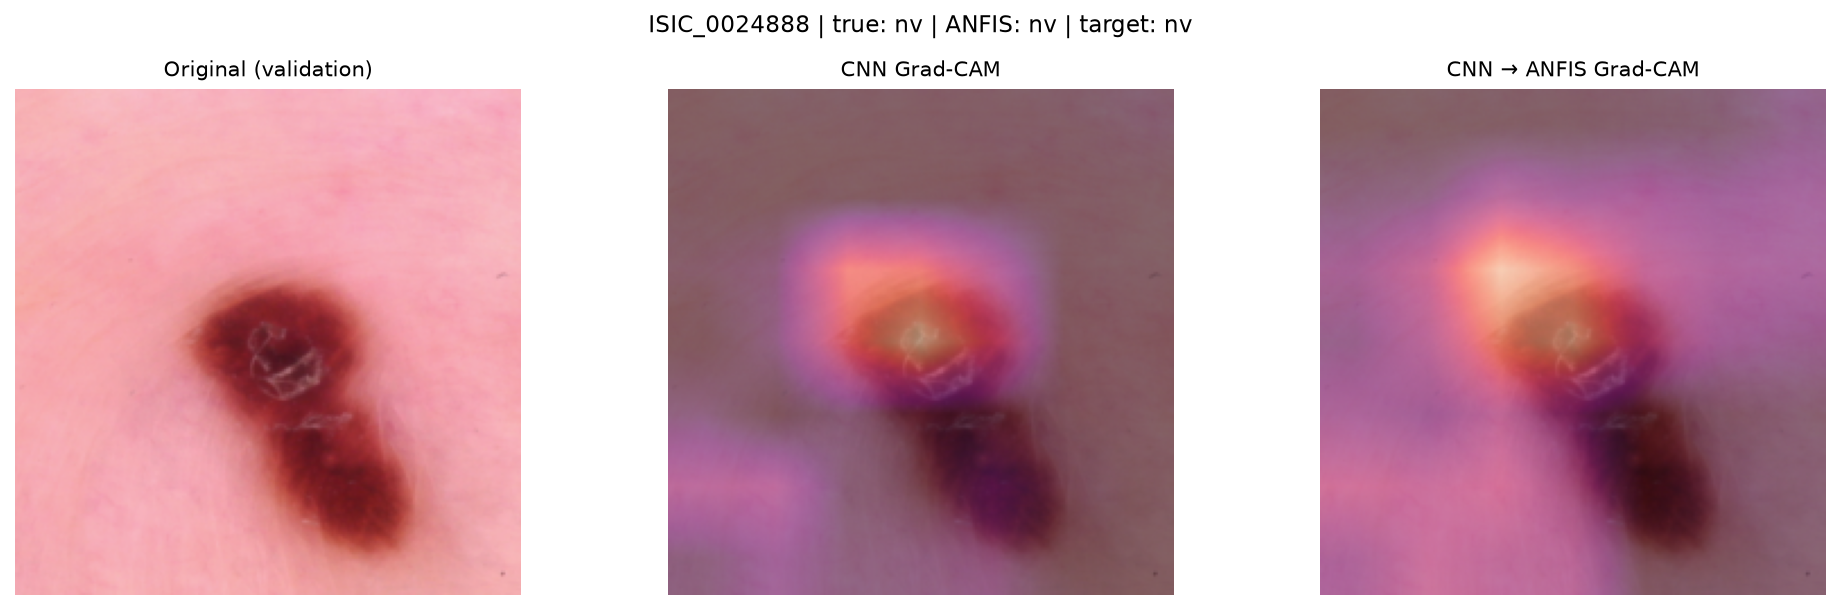 ISIC_0024888 | true: nv | ANFIS: nv | target: nv
Original (validation)
CNN Grad-CAM
CNN → ANFIS Grad-CAM